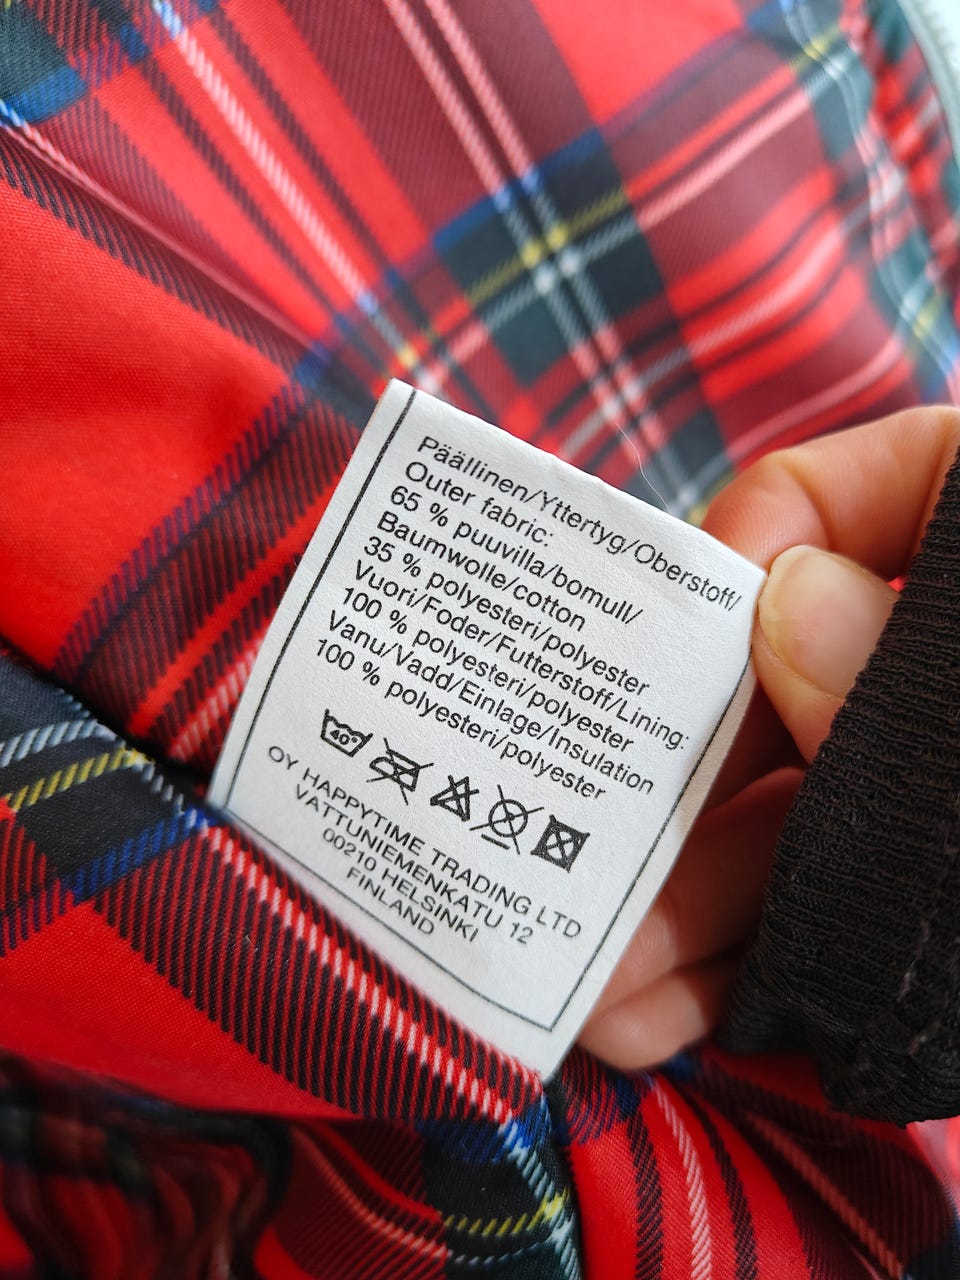 Päällinen/Yttertyg/Oberstoff/
Outer fabric:
65 % puuvilla/bomull/
Baumwolle/cotton
35 % polyesteri/polyester
Vuori/Foder/Futterstoff/Lining:
100 % polyesteri/polyester
Vanu/Vadd/Einlage/Insulation
100 % polyesteri/polyester
40°
OY HAPPYTIME TRADING LTD
VATTUNIEMENKATU 12
00210 HELSINKI
FINLAND